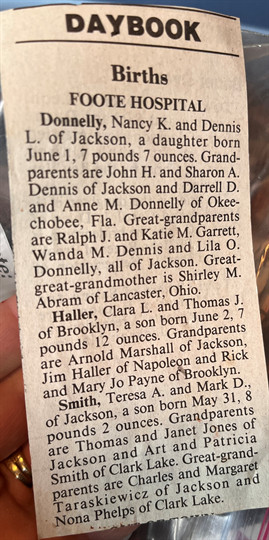 DAYBOOK
Births
FOOTE HOSPITAL
Donnelly, Nancy K. and Dennis
L. of Jackson, a daughter born
June 1, 7 pounds 7 ounces. Grand-
parents are John H. and Sharon A.
Dennis of Jackson and Darrell D.
and Anne M. Donnelly of Okee-
chobee, Fla. Great-grandparents
are Ralph J. and Katie M. Garrett,
Wanda M. Dennis and Lila O.
Donnelly, all of Jackson. Great-
great-grandmother is Shirley M.
Abram of Lancaster, Ohio.
Haller, Clara L. and Thomas J.
of Brooklyn, a son born June 2, 7
pounds 12 ounces. Grandparents
are Arnold Marshall of Jackson,
Jim Haller of Napoleon and Rick
and Mary Jo Payne of Brooklyn.
Smith, Teresa A. and Mark D.,
of Jackson, a son born May 31, 8
pounds 2 ounces. Grandparents
are Thomas and Janet Jones of
Jackson and Art and Patricia
Smith of Clark Lake. Great-grand-
parents are Charles and Margaret
Taraskiewicz of Jackson and
Nona Phelps of Clark Lake.